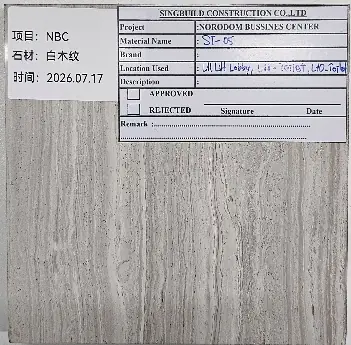 项目：NBC
石材：白木纹
时间：2026.07.17
SINGBUILD CONSTRUCTION CO.,LTD
Project :NORODOM BUSSINES CENTER
Material Name : ST-05
Brand :
Location Used : Lift Lobby,
Description :
APPROVED
REJECTED Signature Date
Remark :